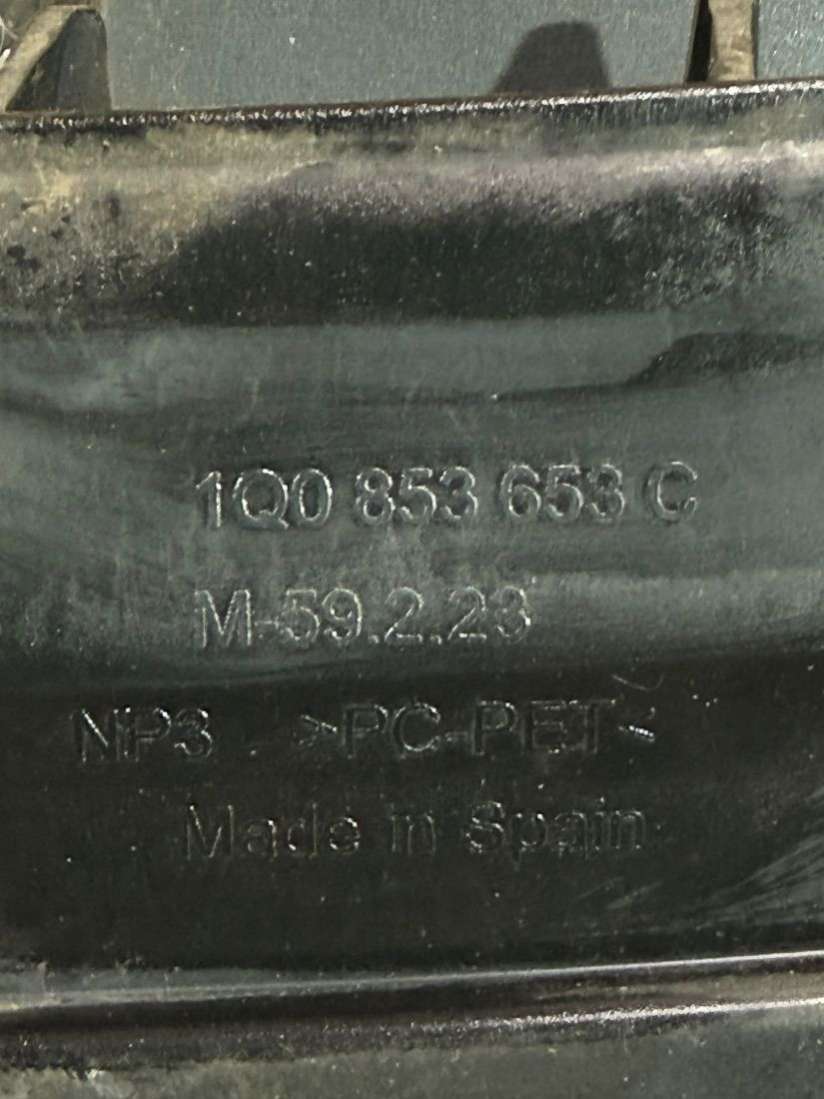 1Q0 853 653 C
M-59.2.23
NP3 >PC-PET<
Made in Spain